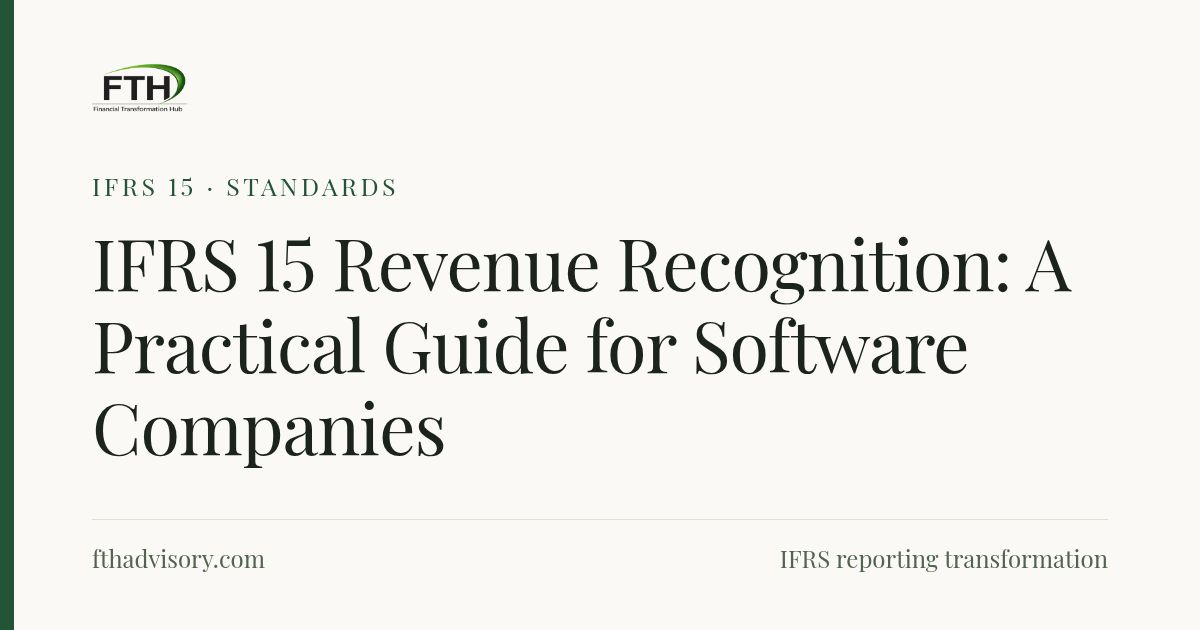 FTH
Financial Transformation Hub
IFRS 15 · STANDARDS
IFRS 15 Revenue Recognition: A
Practical Guide for Software
Companies
fthadvisory.com
IFRS reporting transformation